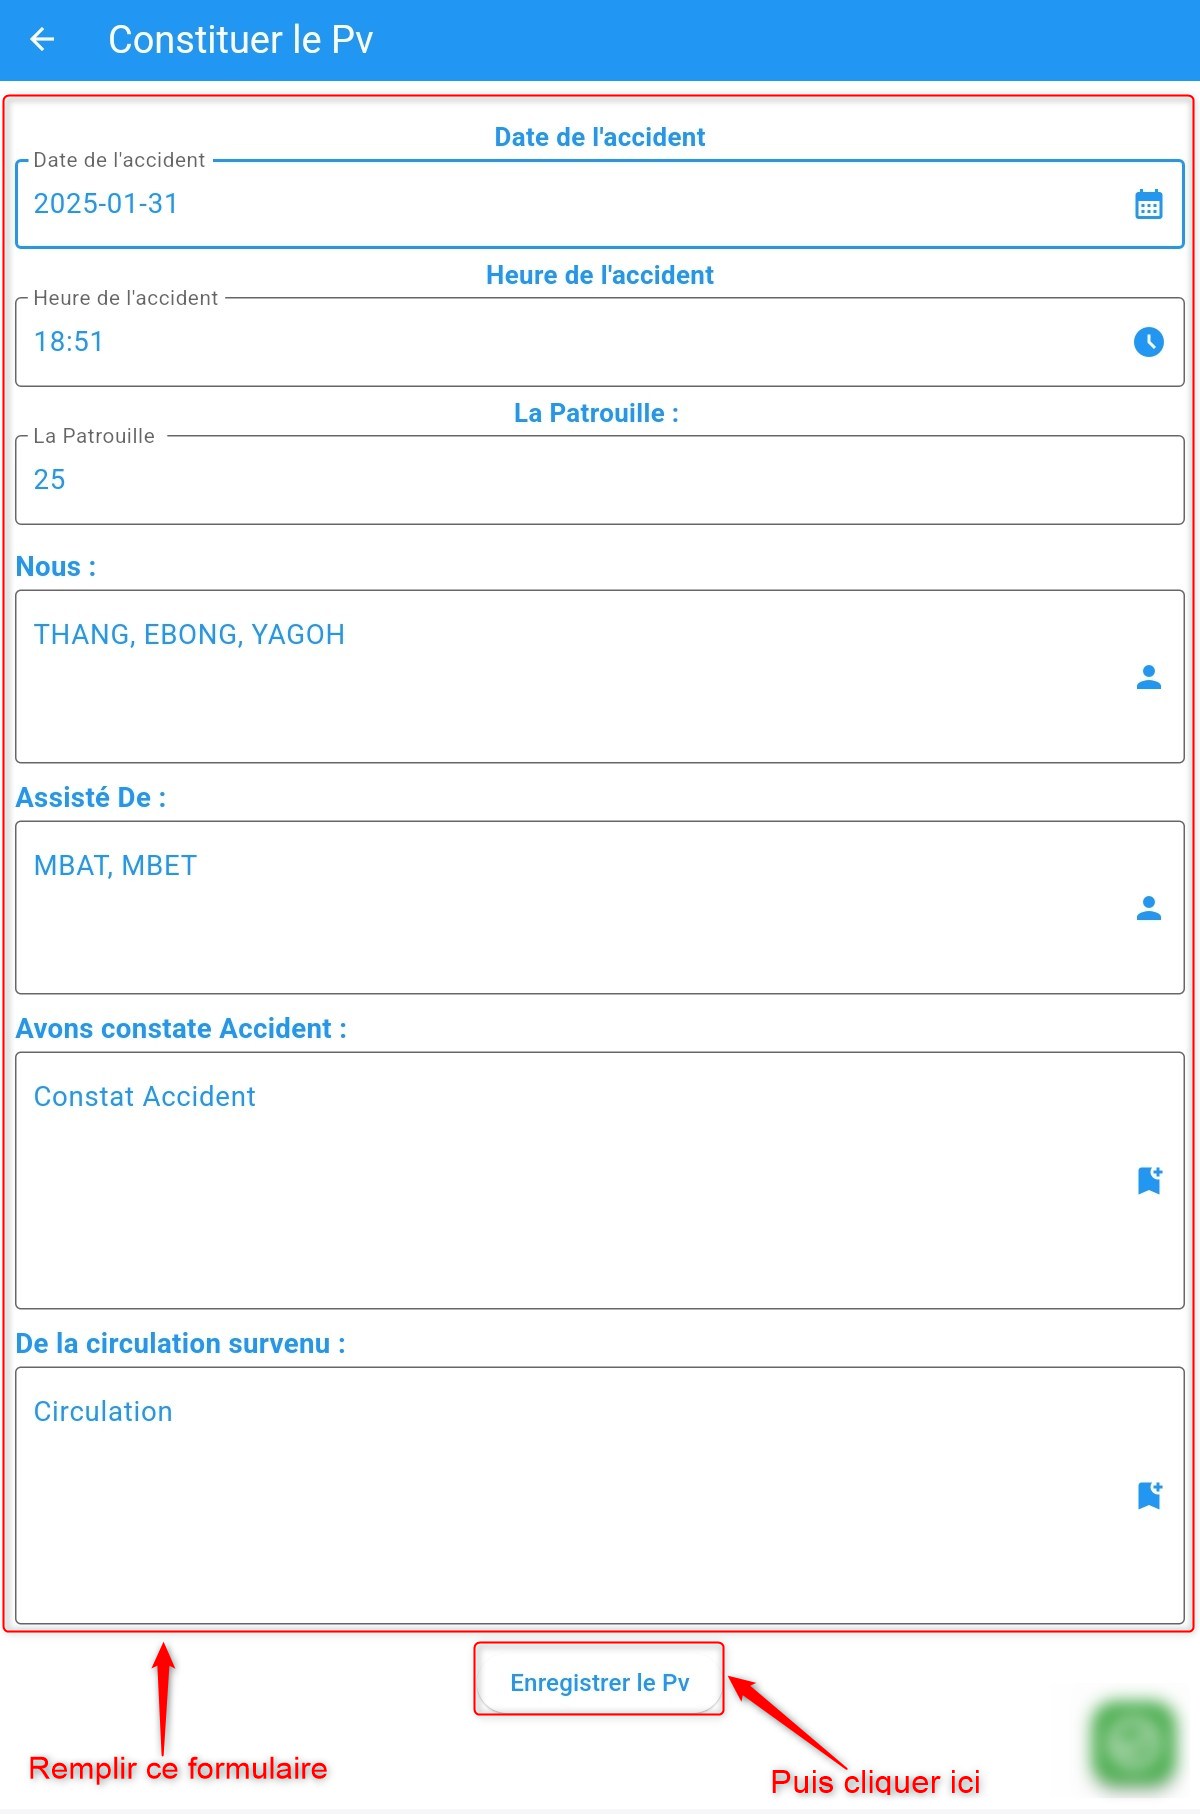 Constituer le Pv
Date de l'accident
Date de l'accident
2025-01-31
Heure de l'accident
Heure de l'accident
18:51
La Patrouille :
La Patrouille
25
Nous :
THANG, EBONG, YAGOH
Assisté De :
MBAT, MBET
Avons constate Accident :
Constat Accident
De la circulation survenu :
Circulation
Enregistrer le Pv
Remplir ce formulaire
Puis cliquer ici